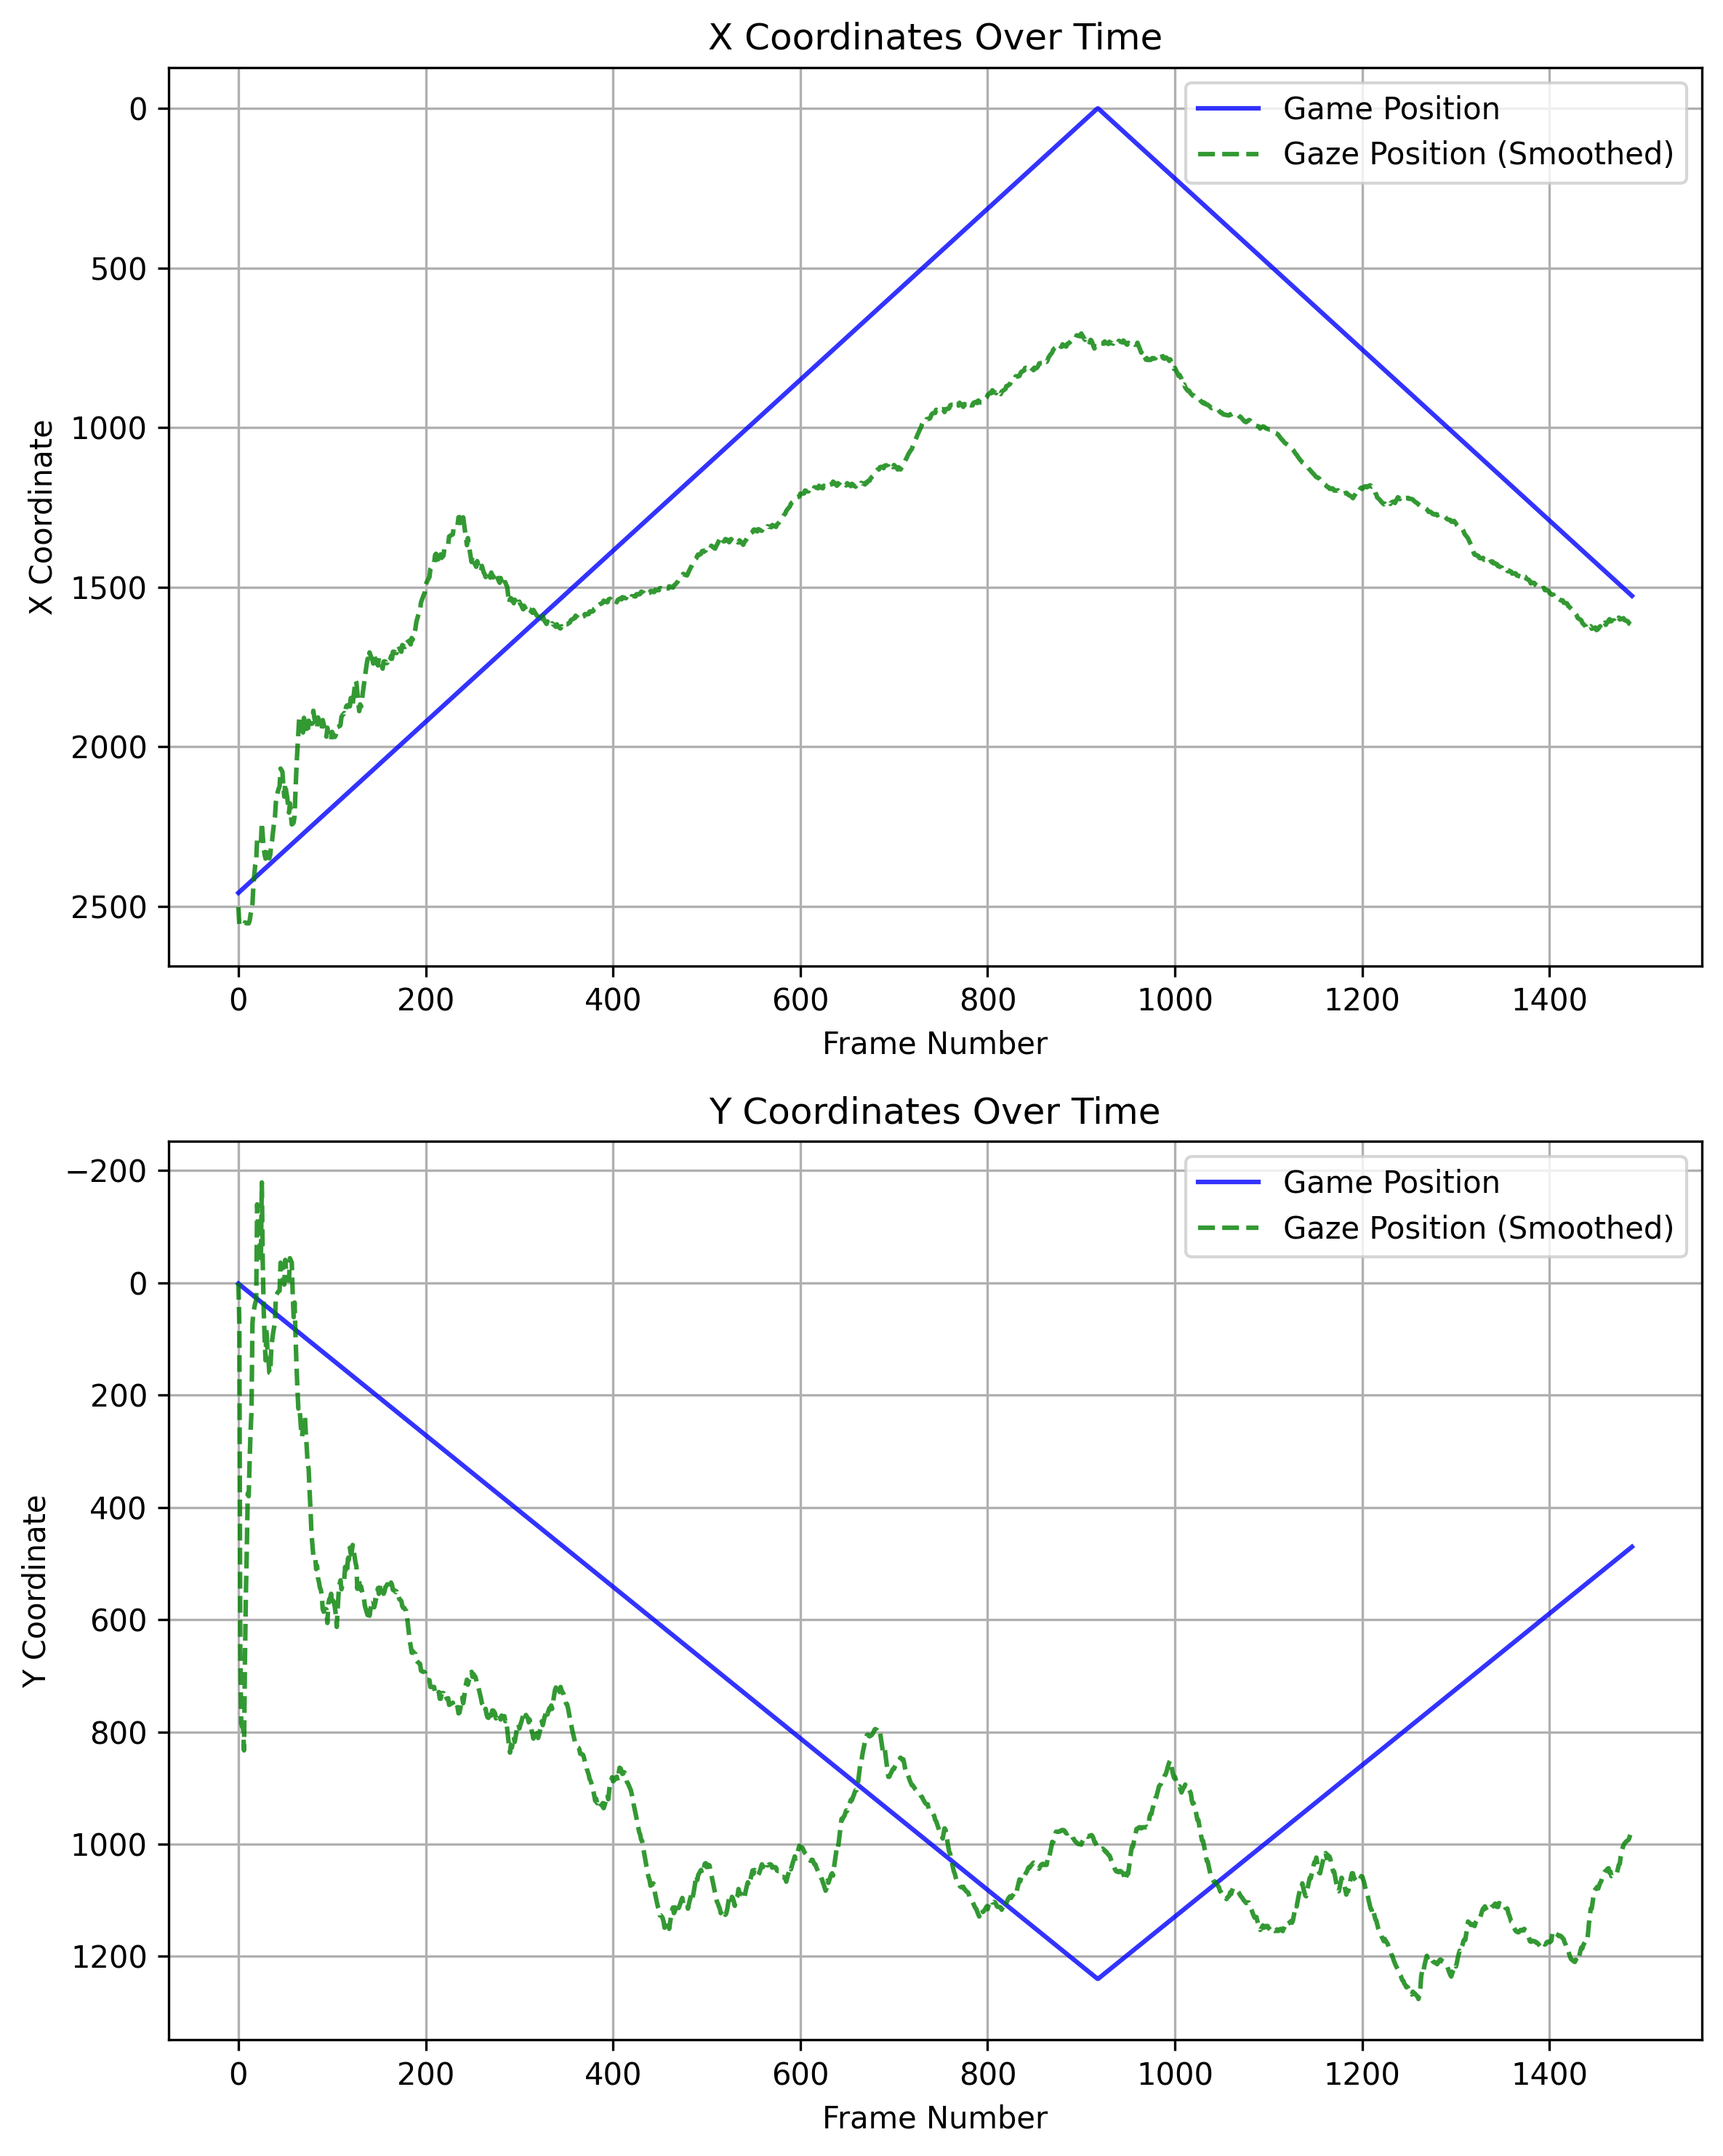 X Coordinates Over Time
Game Position
Gaze Position (Smoothed)
X Coordinate
0
500
1000
1500
2000
2500
0 200 400 600 800 1000 1200 1400
Frame Number
Y Coordinates Over Time
Game Position
Gaze Position (Smoothed)
Y Coordinate
−200
0
200
400
600
800
1000
1200
0 200 400 600 800 1000 1200 1400
Frame Number